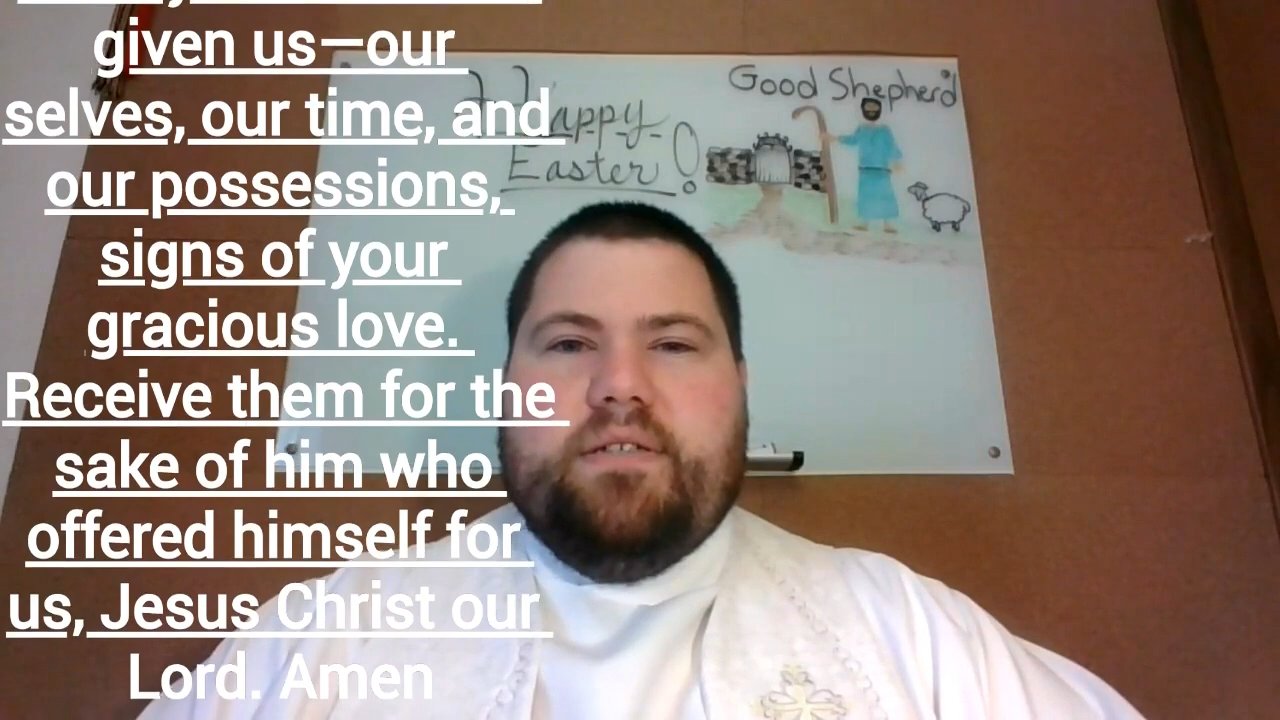 given us—our
selves, our time, and
our possessions,
signs of your
gracious love.
Receive them for the
sake of him who
offered himself for
us, Jesus Christ our
Lord. Amen
Happy
Easter!
Good Shepherd